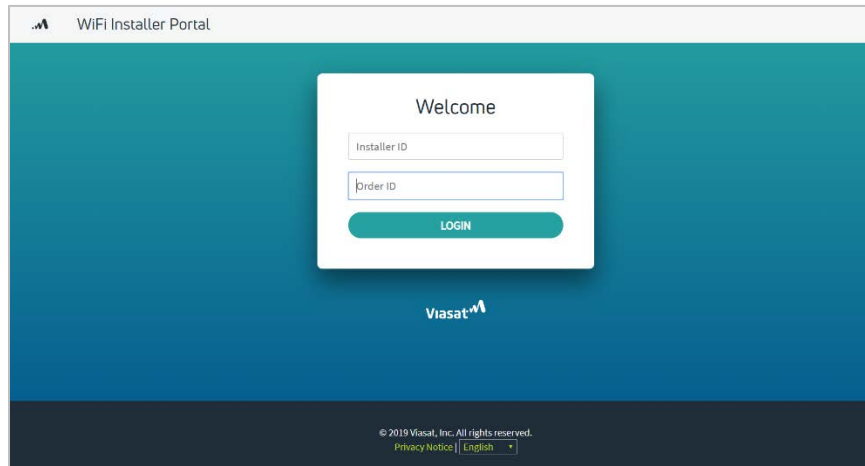 WiFi Installer Portal
Welcome
Installer ID
Order ID
LOGIN
Viasat
© 2019 Viasat, Inc. All rights reserved.
Privacy Notice | English